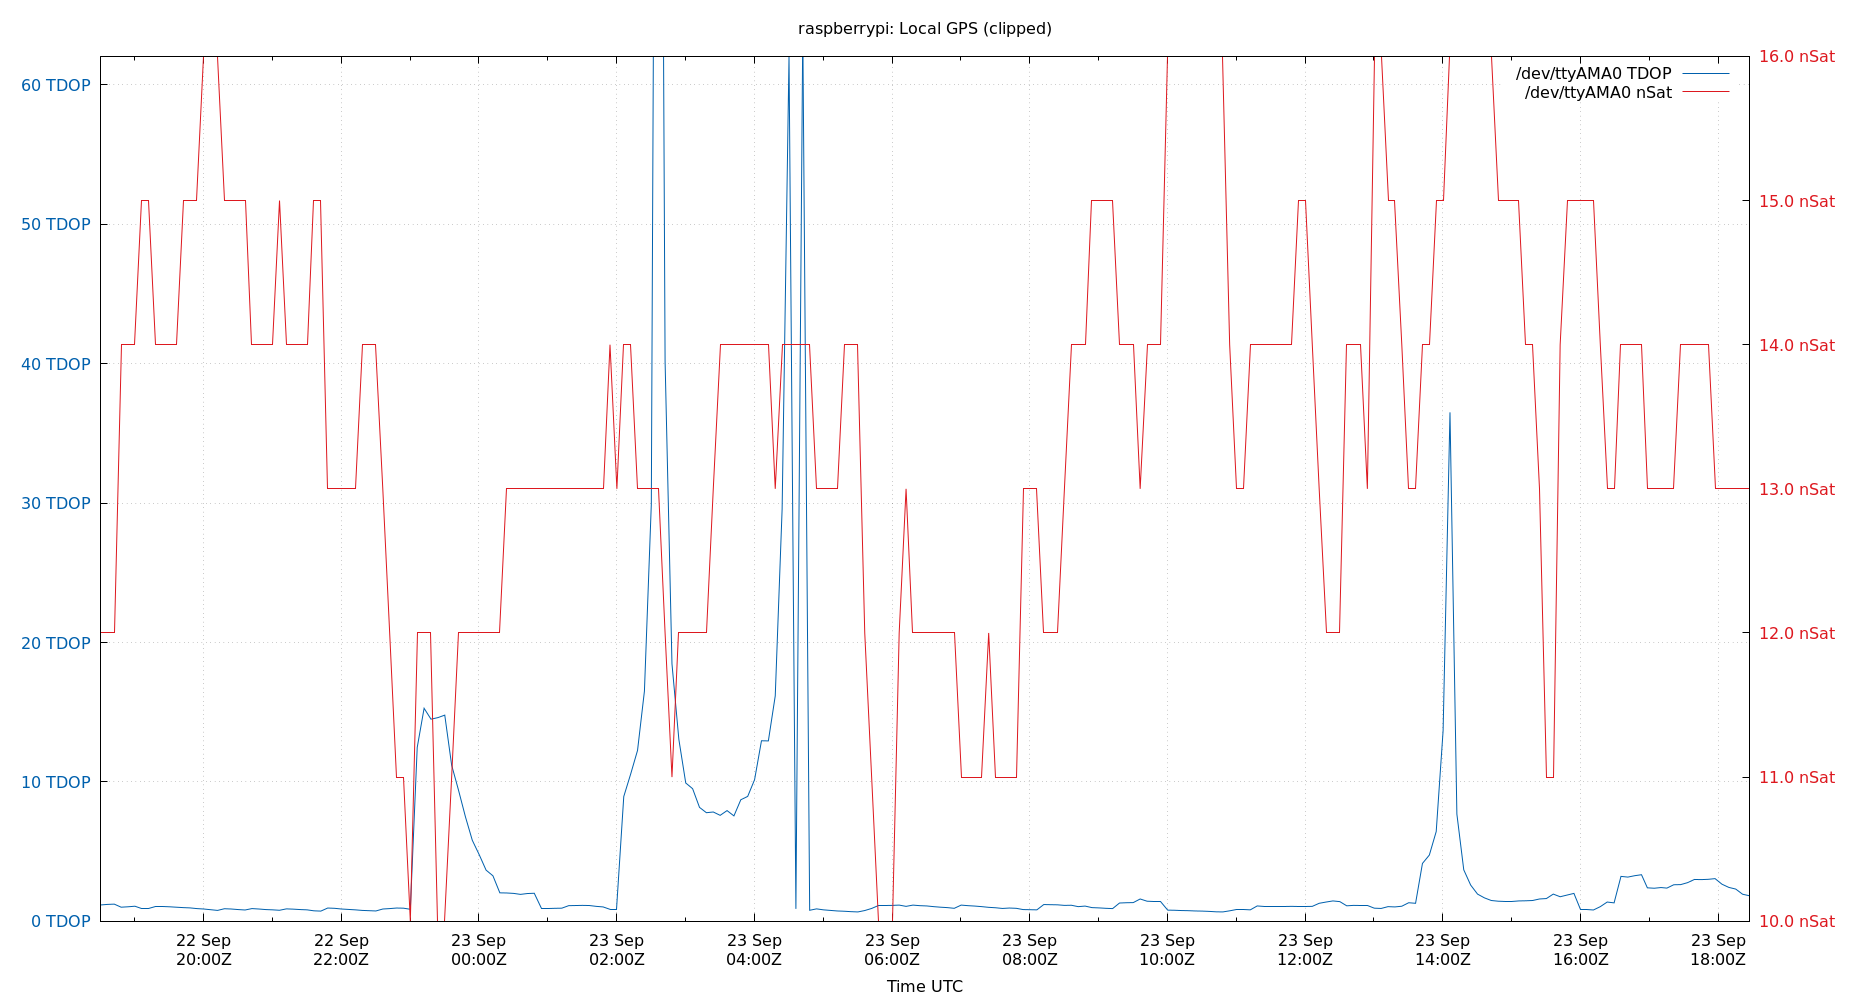 raspberrypi: Local GPS (clipped)
/dev/ttyAMA0 TDOP
/dev/ttyAMA0 nSat
60 TDOP
50 TDOP
40 TDOP
30 TDOP
20 TDOP
10 TDOP
0 TDOP
16.0 nSat
15.0 nSat
14.0 nSat
13.0 nSat
12.0 nSat
11.0 nSat
10.0 nSat
22 Sep 22 Sep 23 Sep 23 Sep 23 Sep 23 Sep 23 Sep 23 Sep 23 Sep 23 Sep 23 Sep 23 Sep
20:00Z 22:00Z 00:00Z 02:00Z 04:00Z 06:00Z 08:00Z 10:00Z 12:00Z 14:00Z 16:00Z 18:00Z
Time UTC